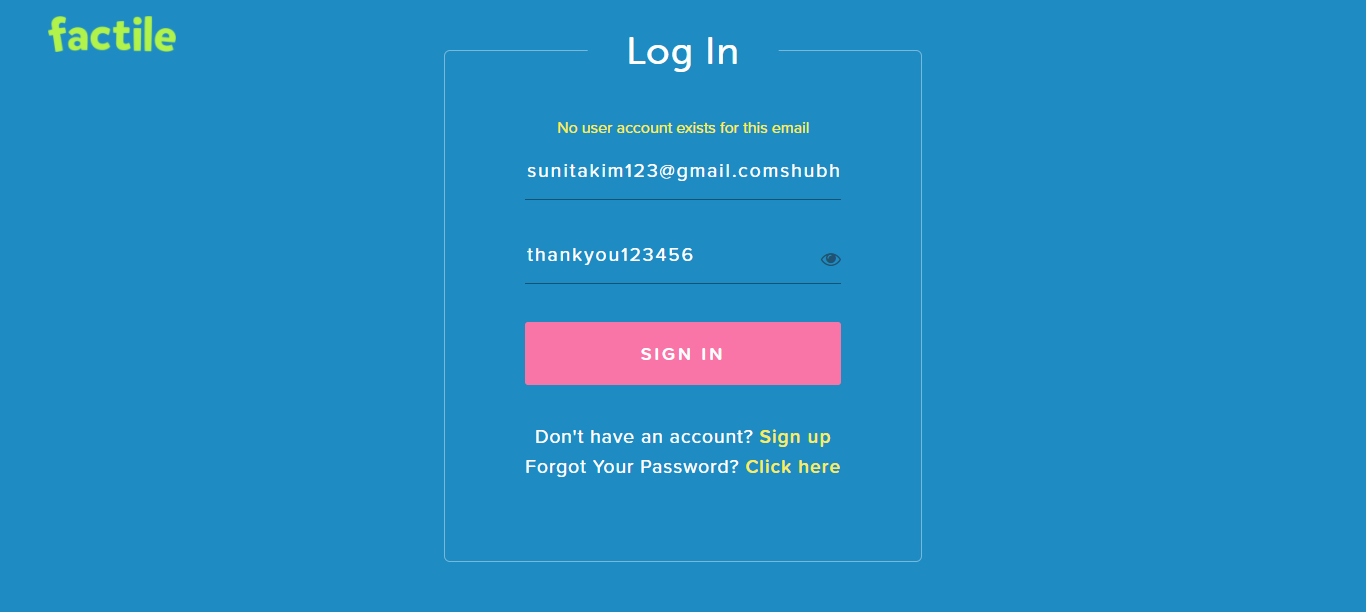 factile
Log In
No user account exists for this email
sunitakim123@gmail.comshubh
thankyou123456
SIGN IN
Don't have an account? Sign up
Forgot Your Password? Click here